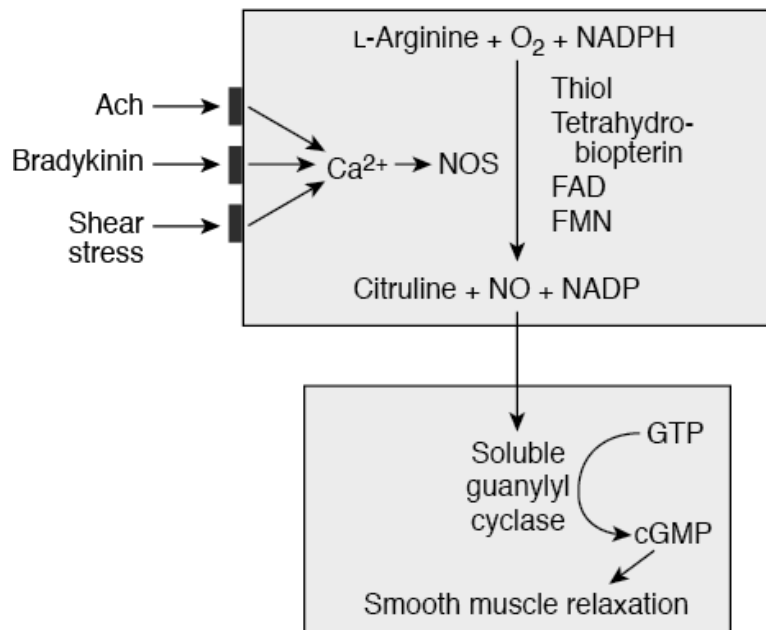 L-Arginine + O2 + NADPH
Ach
Bradykinin
Shear
stress
Ca2+
NOS
Thiol
Tetrahydro-
biopterin
FAD
FMN
Citruline + NO + NADP
Soluble
guanylyl
cyclase
GTP
cGMP
Smooth muscle relaxation